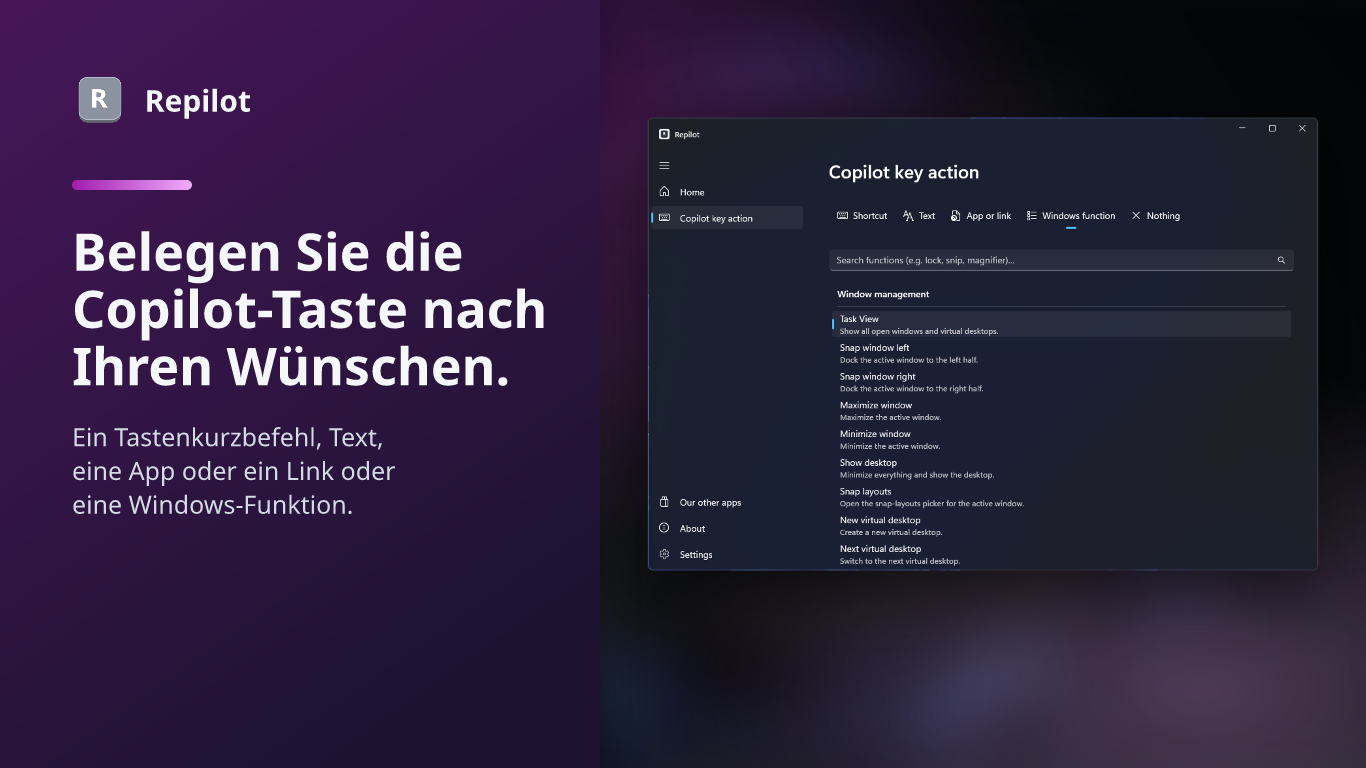 R
Repilot
Belegen Sie die
Copilot-Taste nach
Ihren Wünschen.
Ein Tastenkurzbefehl, Text,
eine App oder ein Link oder
eine Windows-Funktion.
Repilot
Home
Copilot key action
Our other apps
About
Settings
Copilot key action
Shortcut Text App or link Windows function Nothing
Search functions (e.g. lock, snip, magnifier)...
Window management
Task View
Show all open windows and virtual desktops.
Snap window left
Dock the active window to the left half.
Snap window right
Dock the active window to the right half.
Maximize window
Maximize the active window.
Minimize window
Minimize the active window.
Show desktop
Minimize everything and show the desktop.
Snap layouts
Open the snap-layouts picker for the active window.
New virtual desktop
Create a new virtual desktop.
Next virtual desktop
Switch to the next virtual desktop.